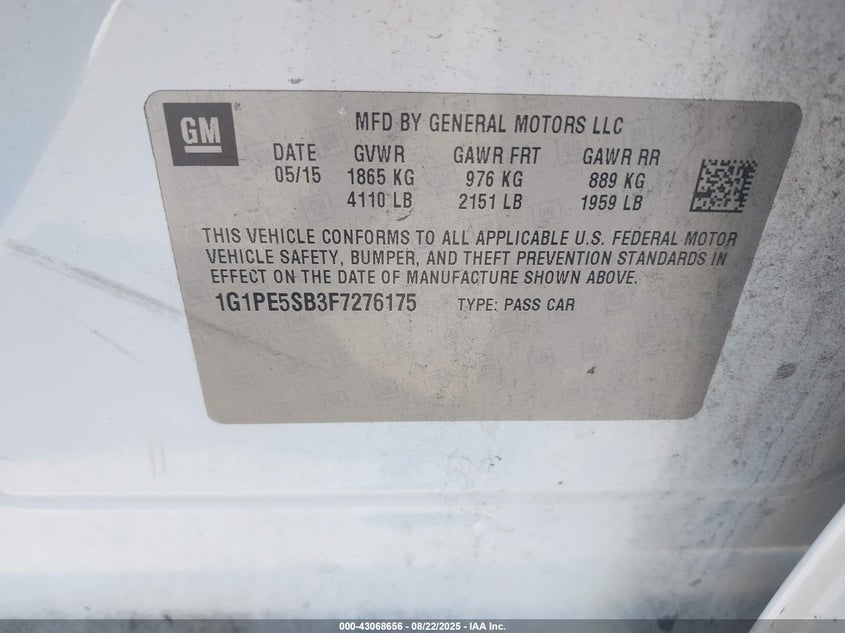 GM®
MFD BY GENERAL MOTORS LLC
DATE GVWR GAWR FRT GAWR RR
05/15 1865 KG 976 KG 889 KG
4110 LB 2151 LB 1959 LB
THIS VEHICLE CONFORMS TO ALL APPLICABLE U.S. FEDERAL MOTOR
VEHICLE SAFETY, BUMPER, AND THEFT PREVENTION STANDARDS IN
EFFECT ON THE DATE OF MANUFACTURE SHOWN ABOVE.
1G1PE5SB3F7276175 TYPE: PASS CAR
000-43068656 - 08/22/2025 - IAA Inc.